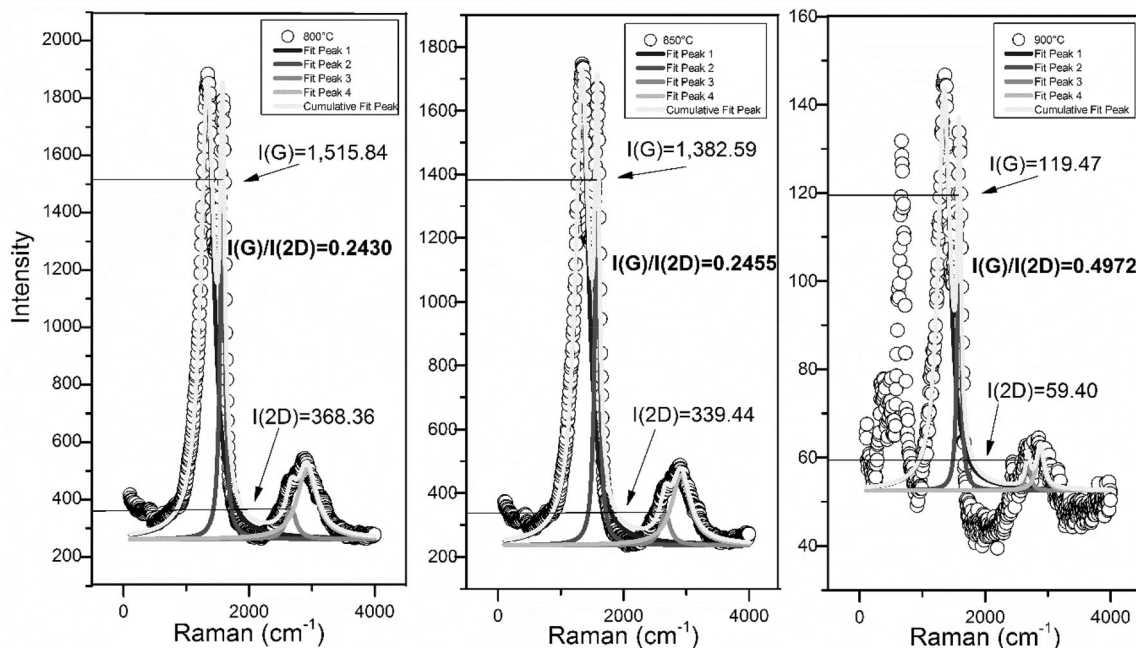 Intensity
2000
1800
1600
1400
1200
1000
800
600
400
200
800°C
Fit Peak 1
Fit Peak 2
Fit Peak 3
Fit Peak 4
Cumulative Fit Peak
I(G)=1,515.84
I(G)/I(2D)=0.2430
I(2D)=368.36
0 2000 4000
Raman (cm-1)
1800
1600
1400
1200
1000
800
600
400
200
850°C
Fit Peak 1
Fit Peak 2
Fit Peak 3
Fit Peak 4
Cumulative Fit Peak
I(G)=1,382.59
I(G)/I(2D)=0.2455
I(2D)=339.44
0 2000 4000
Raman (cm-1)
160
140
120
100
80
60
40
900°C
Fit Peak 1
Fit Peak 2
Fit Peak 3
Fit Peak 4
Cumulative Fit Peak
I(G)=119.47
I(G)/I(2D)=0.4972
I(2D)=59.40
0 2000 4000
Raman (cm-1)